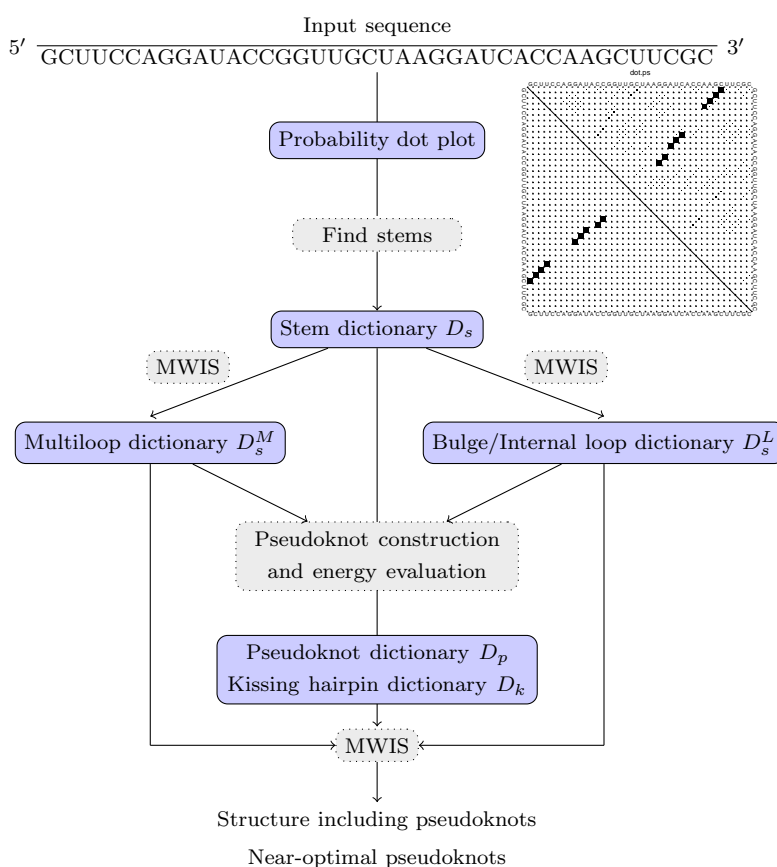 Input sequence
5′ GCUUCCAGGAUACCGGUUGCUAAGGAUCACCAAGCUUCGC 3′
dot.ps
GCUUCCAGGAUACCGGUUGCUAAGGAUCACCAAGCUUCGC
Probability dot plot
Find stems
GCUUCCAGGAUACCGGUUGCUAAGGAUCACCAAGCUUCGC
Stem dictionary D_s
MWIS MWIS
Multiloop dictionary D_s^M Bulge/Internal loop dictionary D_s^L
Pseudoknot construction
and energy evaluation
Pseudoknot dictionary D_p
Kissing hairpin dictionary D_k
MWIS
Structure including pseudoknots
Near-optimal pseudoknots